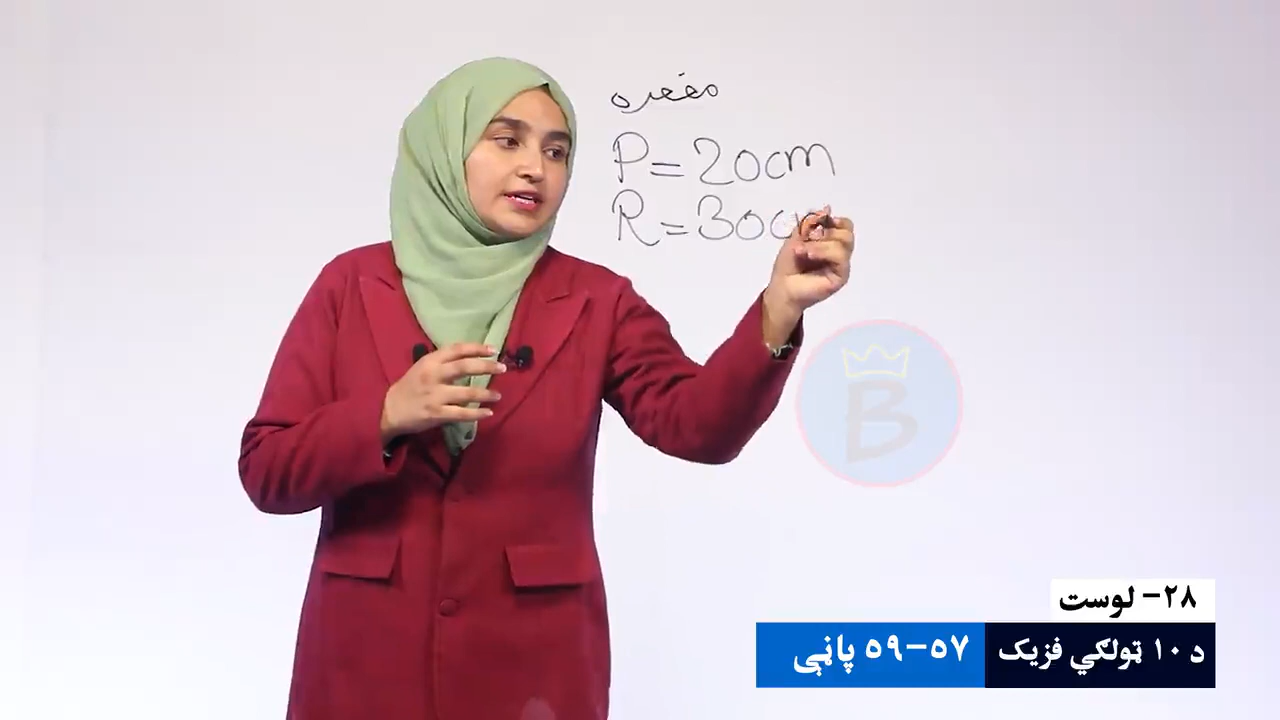 مقعره
P = 20cm
R = 30cm
B
۲۸- لوست
د ۱۰ ټولګي فزیک
۵۷-۵۹ پاڼې